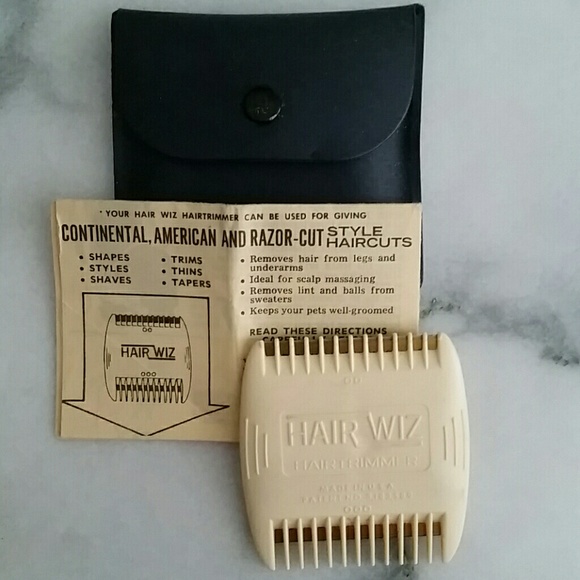 * YOUR HAIR WIZ HAIRTRIMMER CAN BE USED FOR GIVING
CONTINENTAL, AMERICAN AND RAZOR-CUT STYLE HAIRCUTS
• SHAPES
• STYLES
• SHAVES
• TRIMS
• THINS
• TAPERS
• Removes hair from legs and
underarms
• Ideal for scalp massaging
• Removes lint and balls from
sweaters
• Keeps your pets well-groomed
READ THESE DIRECTIONS
HAIR WIZ
HAIR WIZ
HAIRTRIMMER
MADE IN U.S.A.